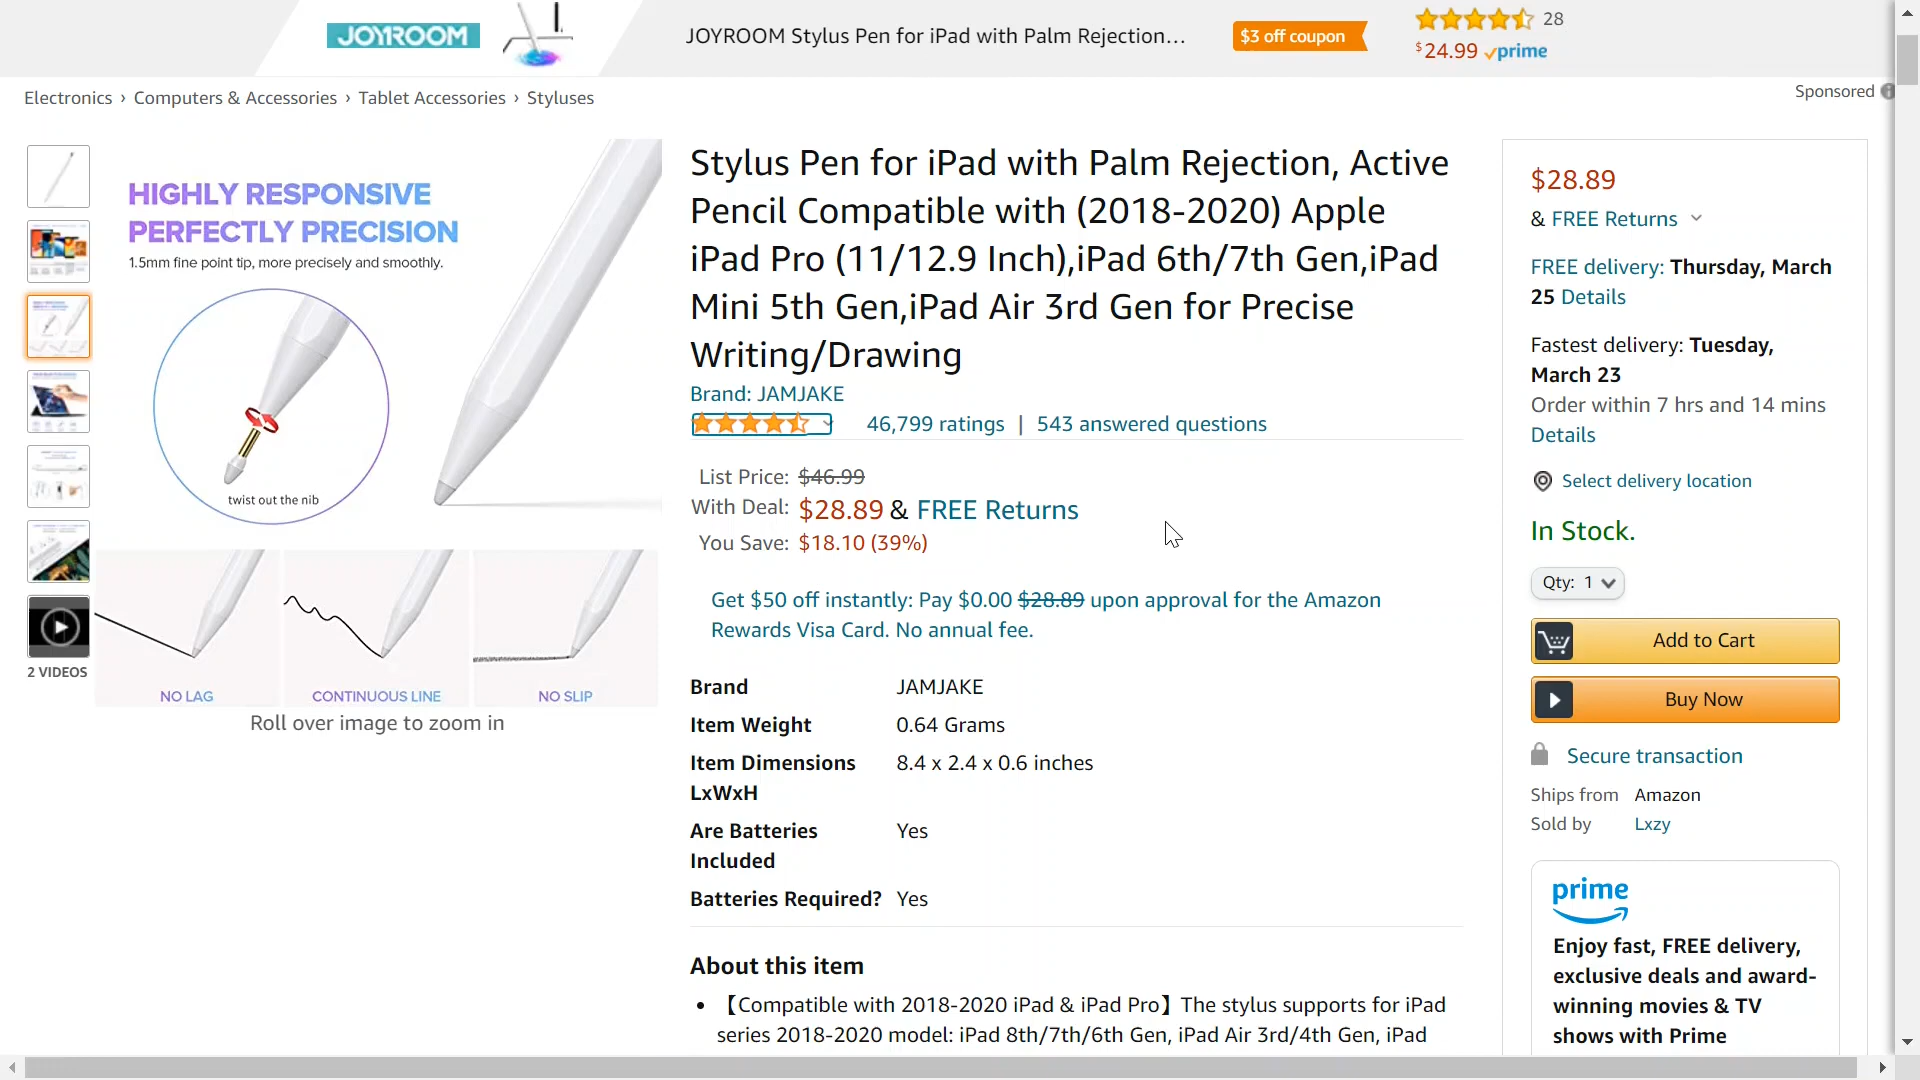 JOYROOM
JOYROOM Stylus Pen for iPad with Palm Rejection...
$3 off coupon
28
$24.99 prime
Electronics › Computers & Accessories › Tablet Accessories › Styluses
Sponsored
HIGHLY RESPONSIVE
PERFECTLY PRECISION
1.5mm fine point tip, more precisely and smoothly.
twist out the nib
NO LAG
CONTINUOUS LINE
NO SLIP
2 VIDEOS
Roll over image to zoom in
Stylus Pen for iPad with Palm Rejection, Active
Pencil Compatible with (2018-2020) Apple
iPad Pro (11/12.9 Inch),iPad 6th/7th Gen,iPad
Mini 5th Gen,iPad Air 3rd Gen for Precise
Writing/Drawing
Brand: JAMJAKE
46,799 ratings | 543 answered questions
List Price: $46.99
With Deal: $28.89 & FREE Returns
You Save: $18.10 (39%)
Get $50 off instantly: Pay $0.00 $28.89 upon approval for the Amazon
Rewards Visa Card. No annual fee.
Brand JAMJAKE
Item Weight 0.64 Grams
Item Dimensions 8.4 x 2.4 x 0.6 inches
LxWxH
Are Batteries Yes
Included
Batteries Required? Yes
About this item
• 【Compatible with 2018-2020 iPad & iPad Pro】The stylus supports for iPad
series 2018-2020 model: iPad 8th/7th/6th Gen, iPad Air 3rd/4th Gen, iPad
$28.89
& FREE Returns
FREE delivery: Thursday, March
25 Details
Fastest delivery: Tuesday,
March 23
Order within 7 hrs and 14 mins
Details
Select delivery location
In Stock.
Qty: 1
Add to Cart
Buy Now
Secure transaction
Ships from Amazon
Sold by Lxzy
prime
Enjoy fast, FREE delivery,
exclusive deals and award-
winning movies & TV
shows with Prime